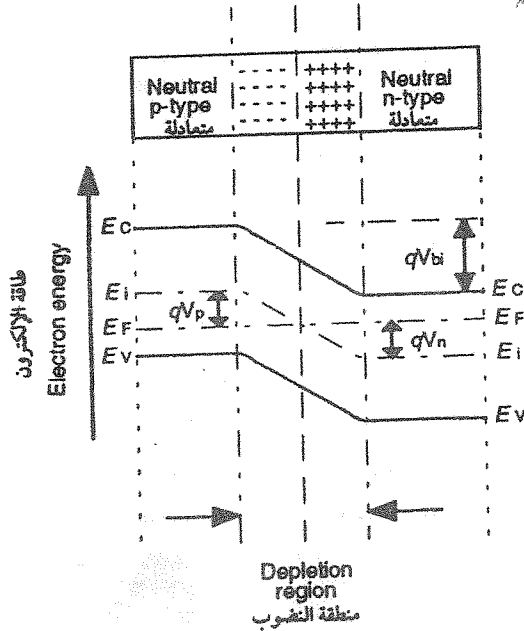 Neutral
p-type
متعادلة
- - - -
- - - -
- - - -
- - - -
++++
++++
++++
++++
Neutral
n-type
متعادلة
طاقة الإلكترون
Electron energy
EC
Ei
EF
EV
qVp
qVbi
qVn
EC
EF
Ei
EV
Depletion
region
منطقة النضوب